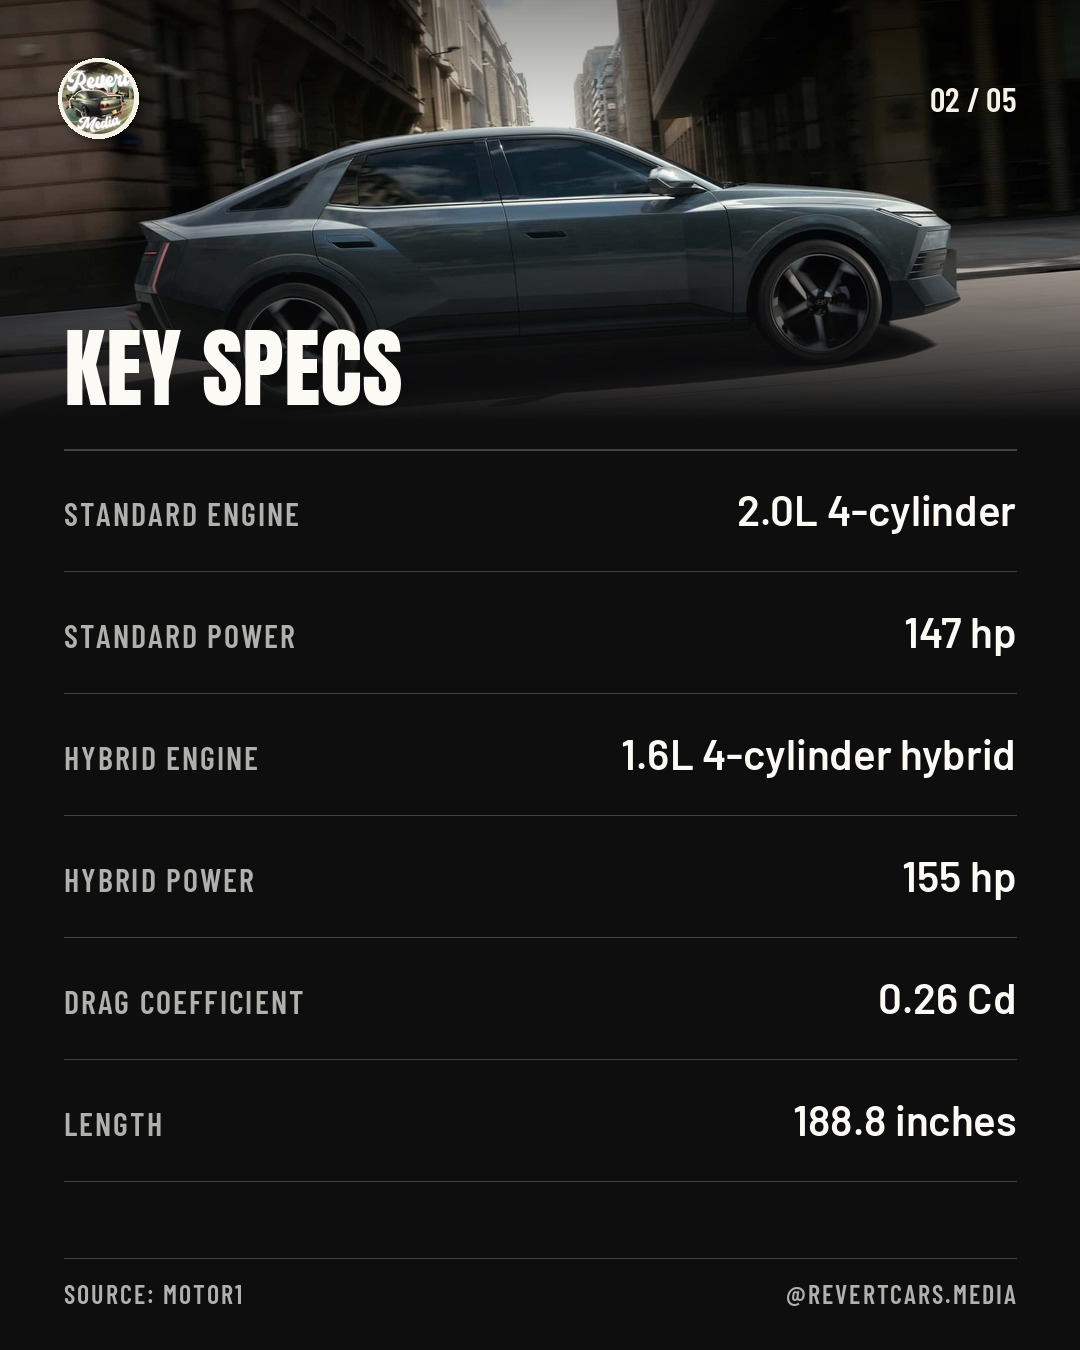 Revert
Media
02 / 05
KEY SPECS
STANDARD ENGINE
2.0L 4-cylinder
STANDARD POWER
147 hp
HYBRID ENGINE
1.6L 4-cylinder hybrid
HYBRID POWER
155 hp
DRAG COEFFICIENT
0.26 Cd
LENGTH
188.8 inches
SOURCE: MOTOR1
@REVERTCARS.MEDIA